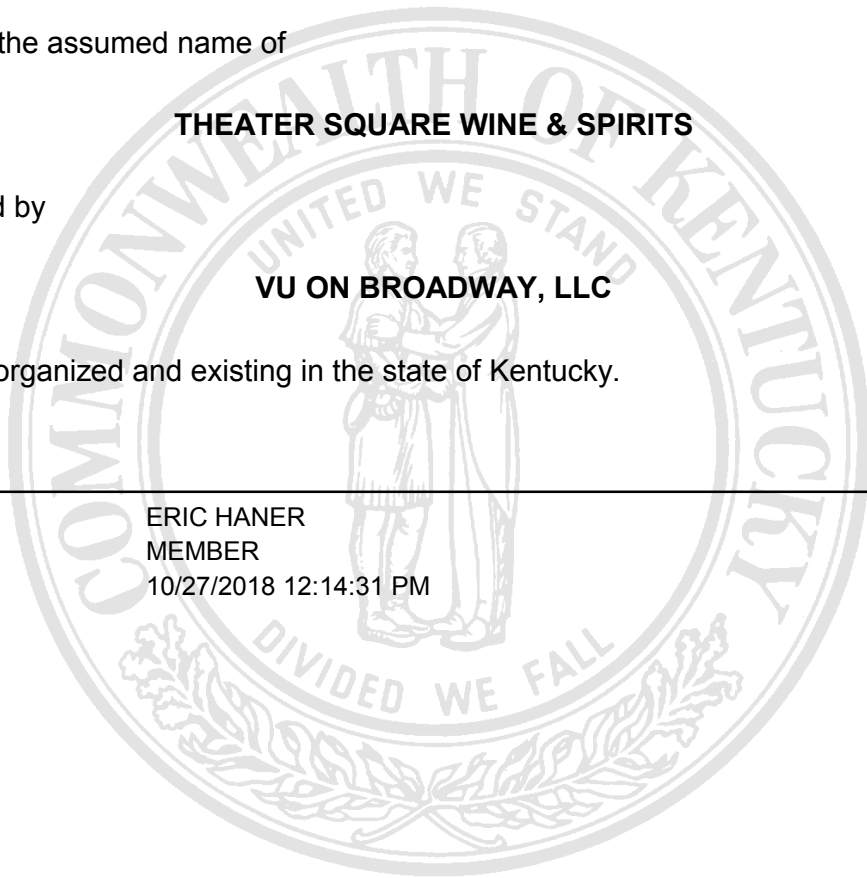 the assumed name of
THEATER SQUARE WINE & SPIRITS
d by
VU ON BROADWAY, LLC
organized and existing in the state of Kentucky.
ERIC HANER
MEMBER
10/27/2018 12:14:31 PM
COMMONWEALTH OF KENTUCKY
UNITED WE STAND
DIVIDED WE FALL